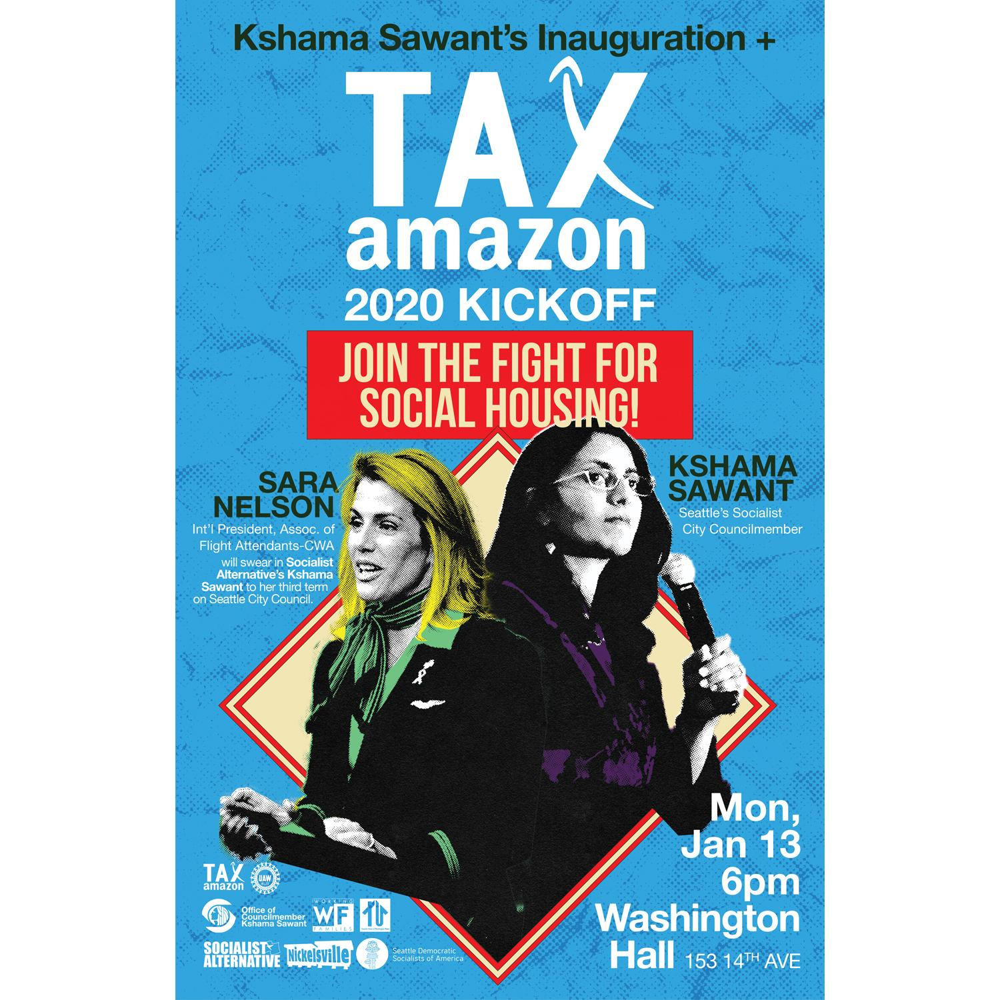 Kshama Sawant's Inauguration +
TAX
amazon
2020 KICKOFF
JOIN THE FIGHT FOR
SOCIAL HOUSING!
SARA
NELSON
Int'l President, Assoc. of
Flight Attendants-CWA
will swear in Socialist
Alternative's Kshama
Sawant to her third term
on Seattle City Council.
KSHAMA
SAWANT
Seattle's Socialist
City Councilmember
Mon,
Jan 13
6pm
Washington
Hall 153 14TH AVE
TAX
amazon
UAW
4121
Office of
Councilmember
Kshama Sawant
WORKING
WF
FAMILIES
TU
SOCIALIST
ALTERNATIVE
Nickelsville
Seattle Democratic
Socialists of America